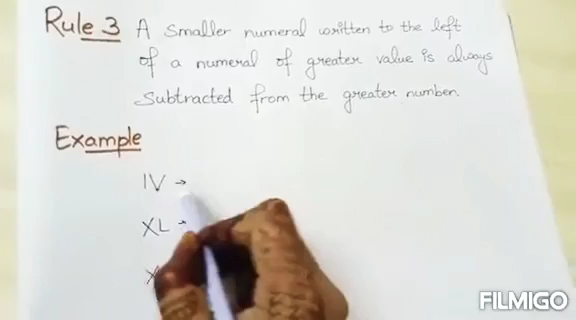 Rule 3 A smaller numeral written to the left
of a numeral of greater value is always
subtracted from the greater number.
Example
IV →
XL →
X
FILMIGO